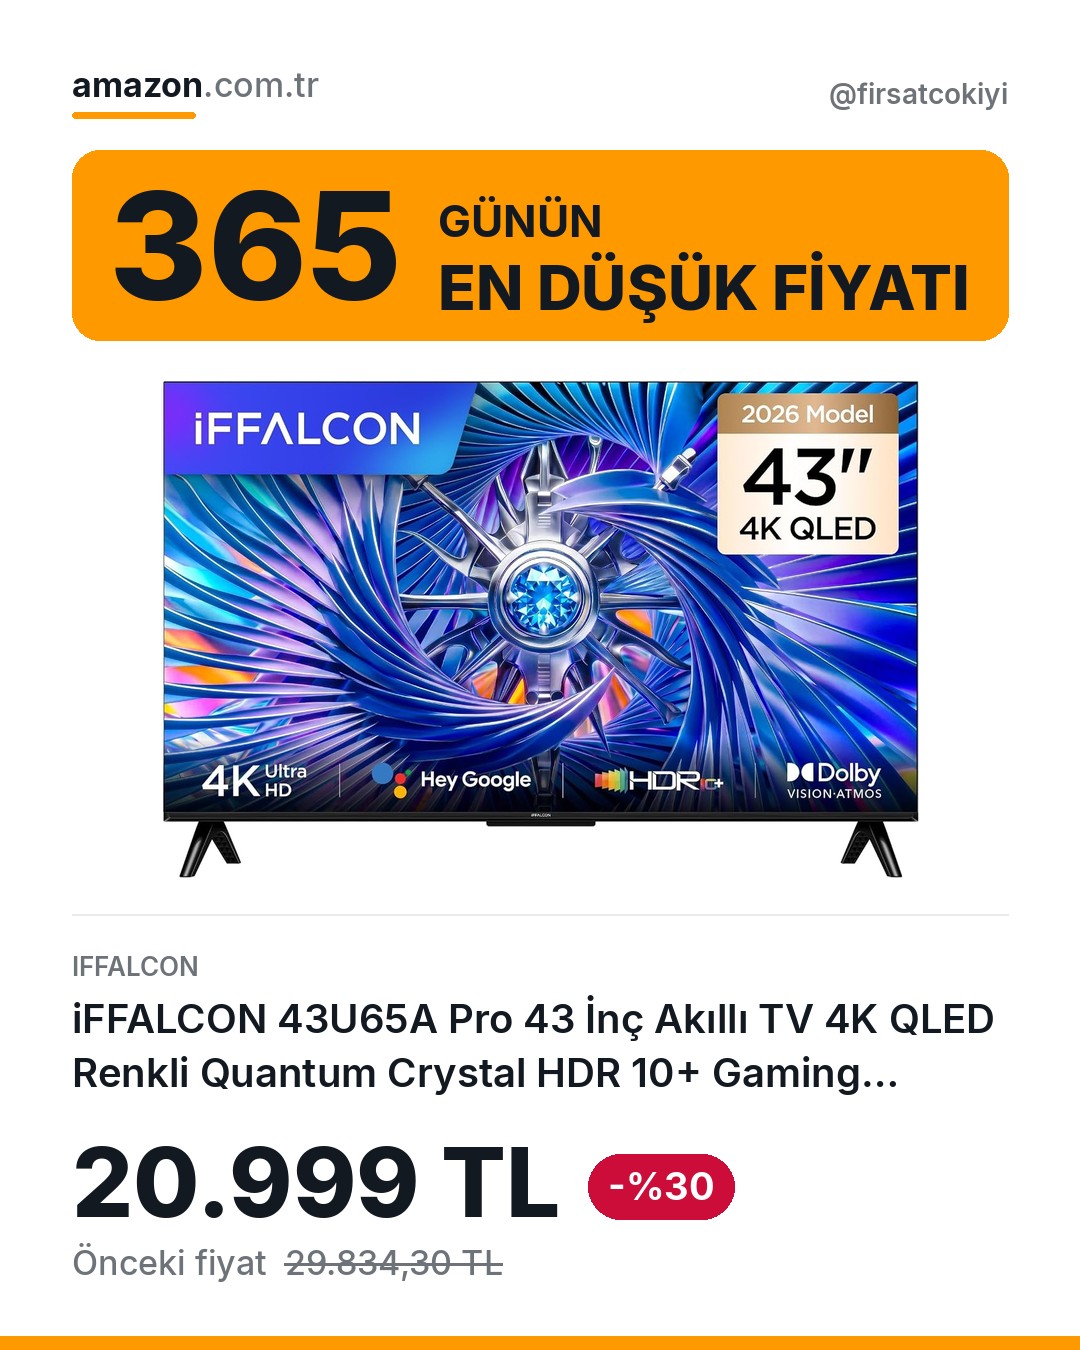 amazon.com.tr
@firsatcokiyi
365
GÜNÜN
EN DÜŞÜK FİYATI
iFFALCON
2026 Model
43"
4K QLED
4K Ultra HD
Hey Google
HDR10+
Dolby
VISION·ATMOS
iFFALCON
IFFALCON
iFFALCON 43U65A Pro 43 İnç Akıllı TV 4K QLED
Renkli Quantum Crystal HDR 10+ Gaming...
20.999 TL
-%30
Önceki fiyat 29.834,30 TL